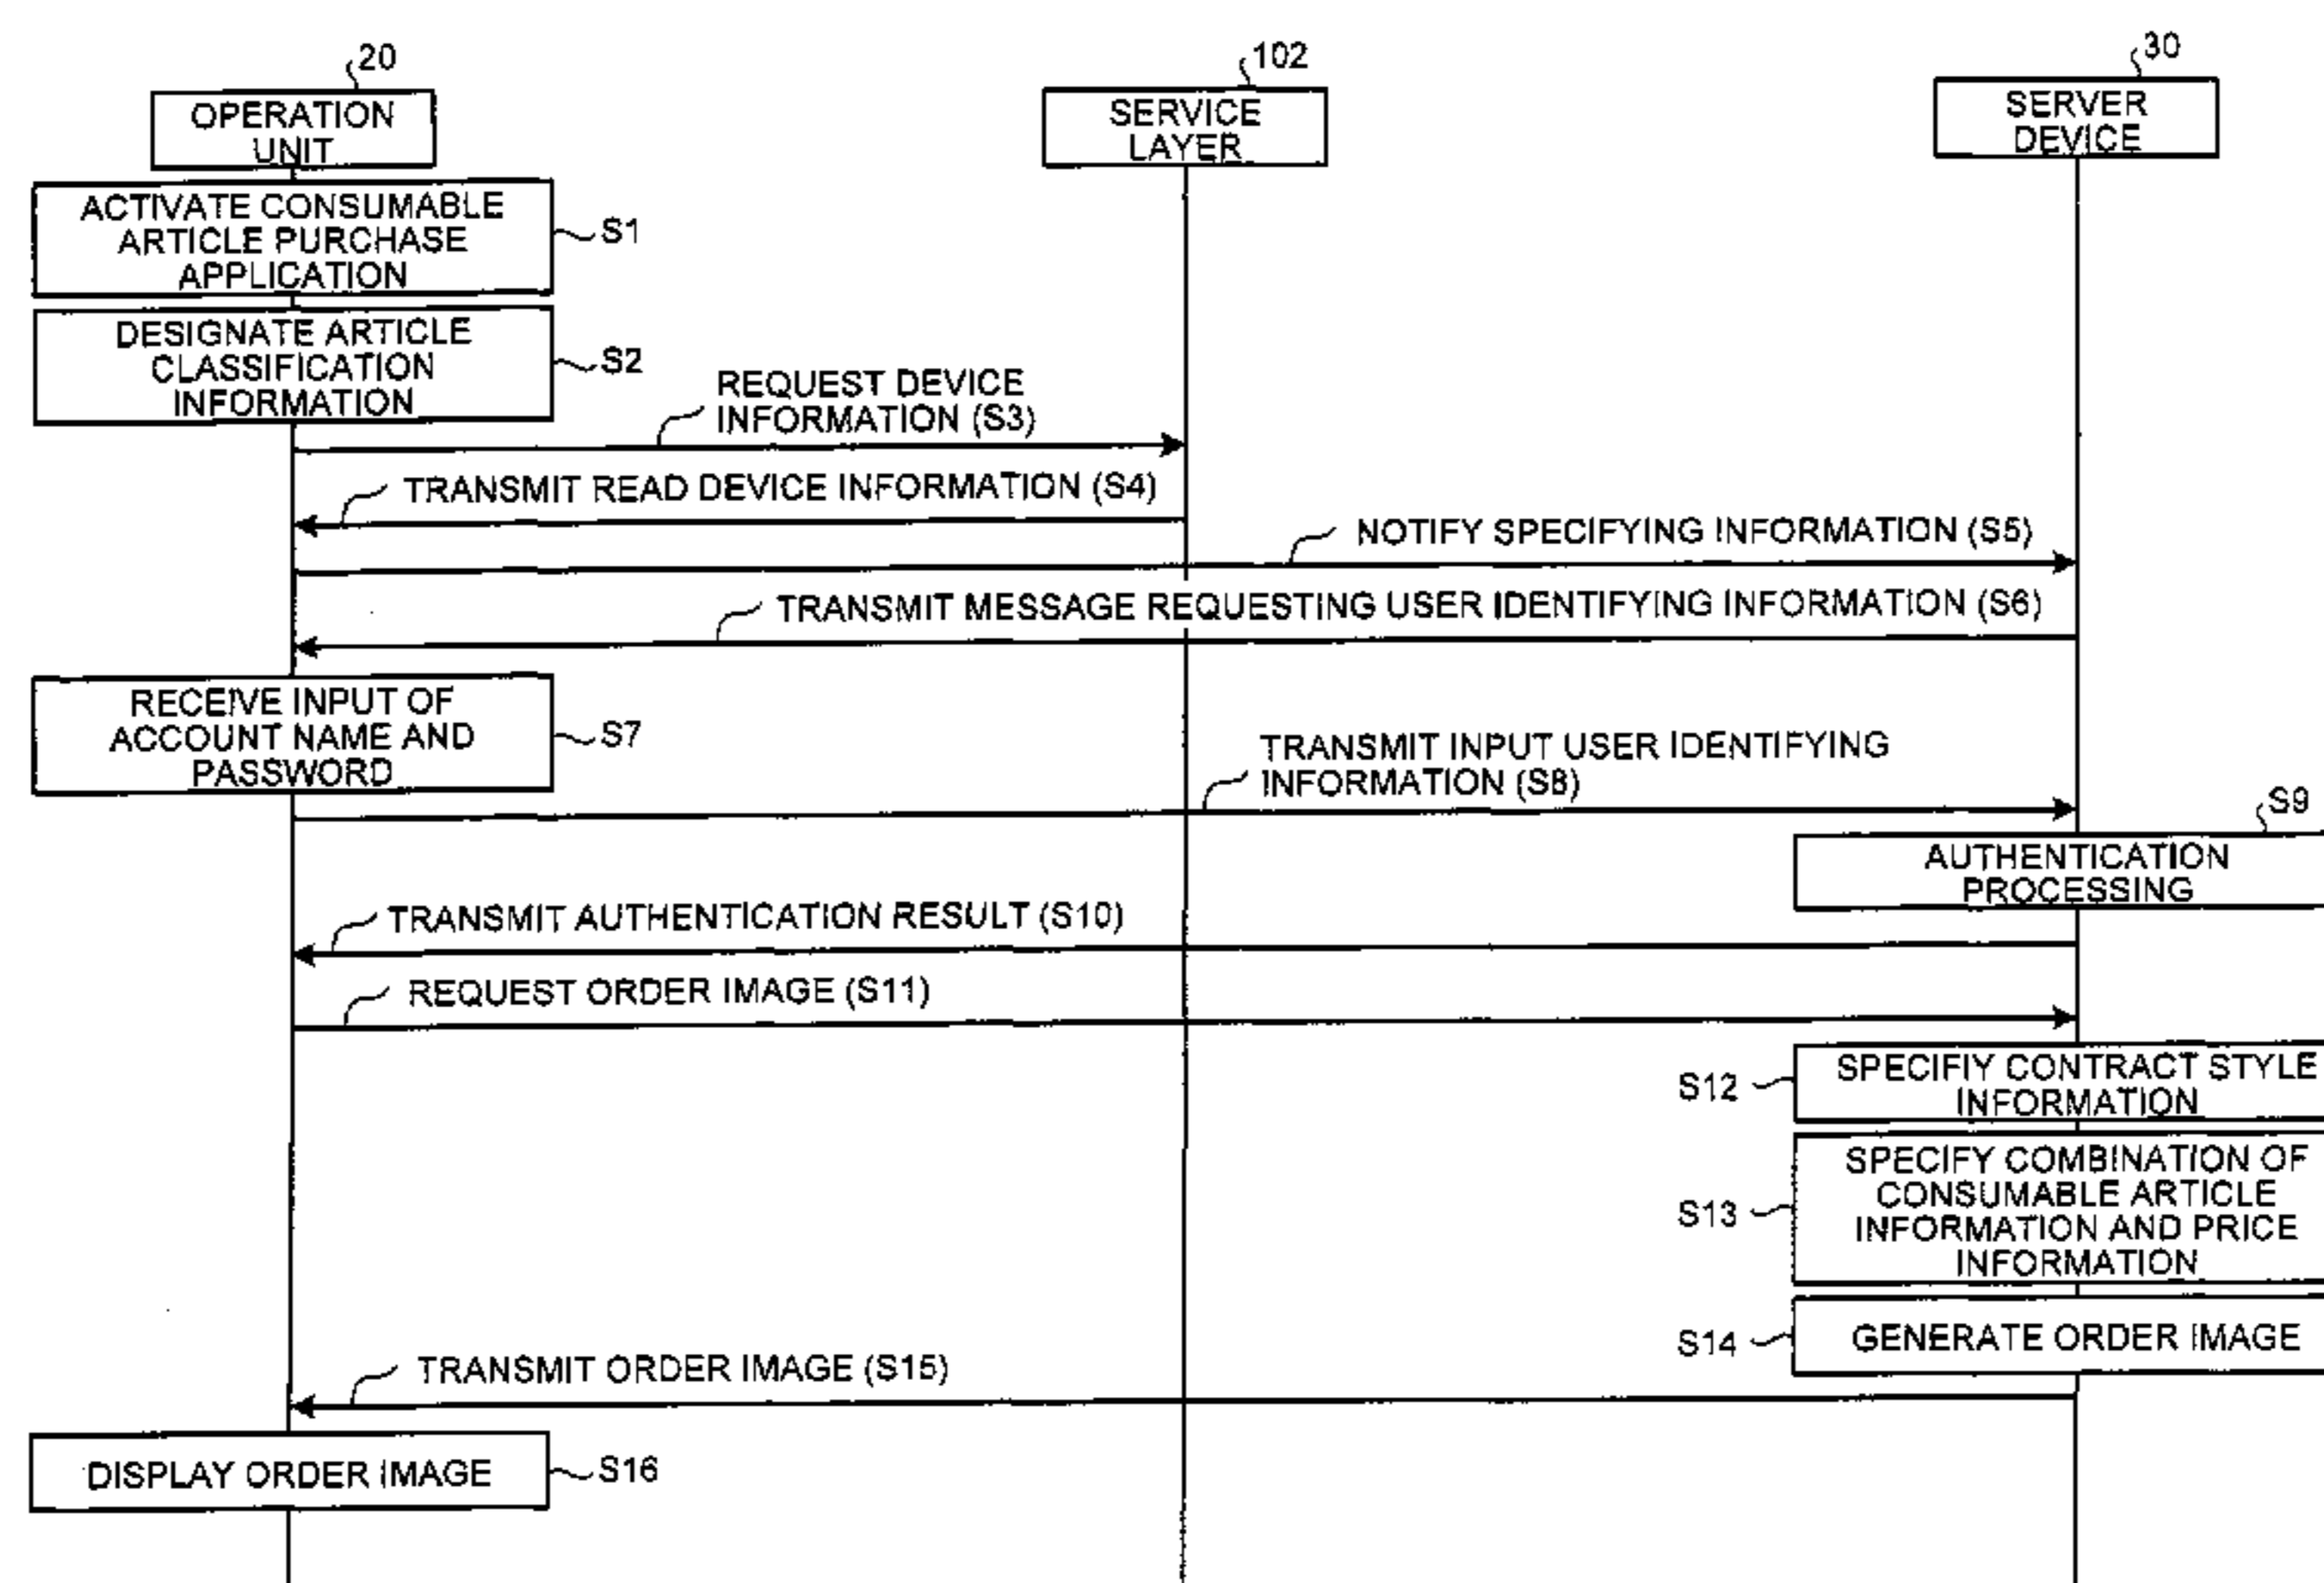 20
OPERATION
UNIT
102
SERVICE
LAYER
30
SERVER
DEVICE
ACTIVATE CONSUMABLE
ARTICLE PURCHASE
APPLICATION
S1
DESIGNATE ARTICLE
CLASSIFICATION
INFORMATION
S2
REQUEST DEVICE
INFORMATION (S3)
TRANSMIT READ DEVICE INFORMATION (S4)
NOTIFY SPECIFYING INFORMATION (S5)
TRANSMIT MESSAGE REQUESTING USER IDENTIFYING INFORMATION (S6)
RECEIVE INPUT OF
ACCOUNT NAME AND
PASSWORD
S7
TRANSMIT INPUT USER IDENTIFYING
INFORMATION (S8)
S9
AUTHENTICATION
PROCESSING
TRANSMIT AUTHENTICATION RESULT (S10)
REQUEST ORDER IMAGE (S11)
S12
SPECIFIY CONTRACT STYLE
INFORMATION
S13
SPECIFY COMBINATION OF
CONSUMABLE ARTICLE
INFORMATION AND PRICE
INFORMATION
S14
GENERATE ORDER IMAGE
TRANSMIT ORDER IMAGE (S15)
DISPLAY ORDER IMAGE
S16